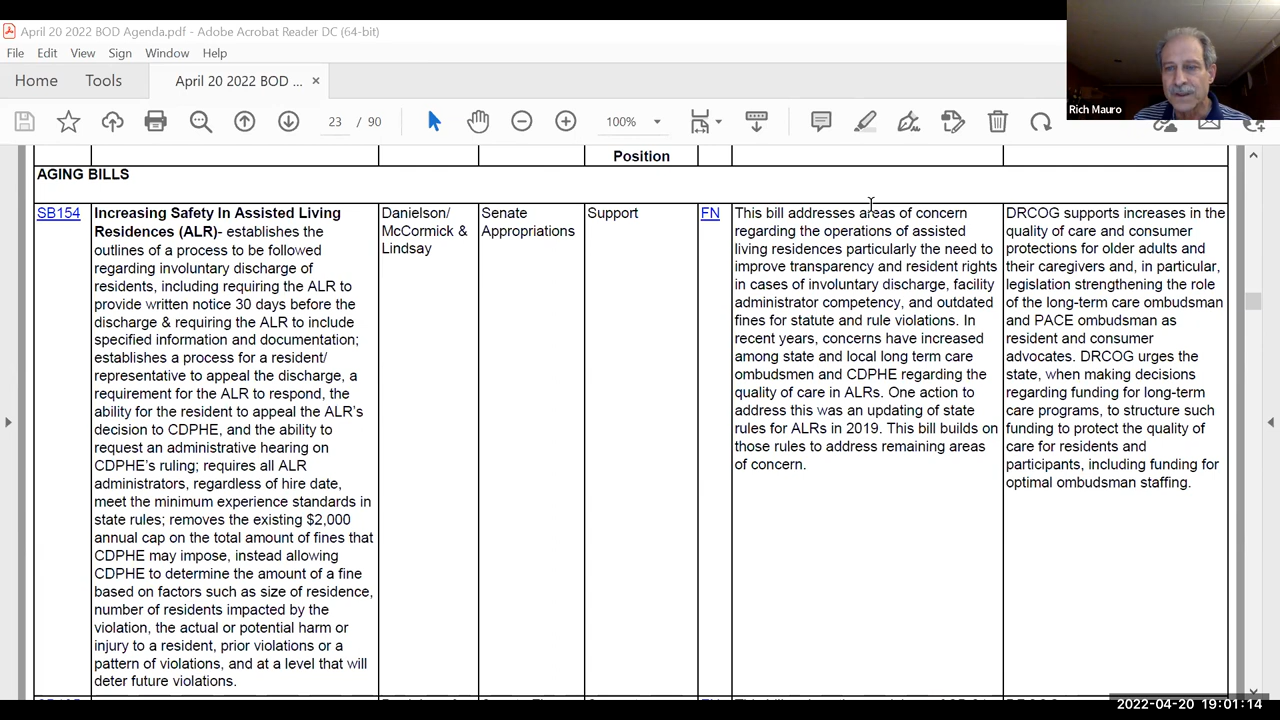 April 20 2022 BOD Agenda.pdf - Adobe Acrobat Reader DC (64-bit)
File Edit View Sign Window Help
Home Tools April 20 2022 BOD ... ×
23 / 90 100%
Rich Mauro
Position
AGING BILLS
SB154
Increasing Safety In Assisted Living
Residences (ALR)- establishes the
outlines of a process to be followed
regarding involuntary discharge of
residents, including requiring the ALR to
provide written notice 30 days before the
discharge & requiring the ALR to include
specified information and documentation;
establishes a process for a resident/
representative to appeal the discharge, a
requirement for the ALR to respond, the
ability for the resident to appeal the ALR's
decision to CDPHE, and the ability to
request an administrative hearing on
CDPHE's ruling; requires all ALR
administrators, regardless of hire date,
meet the minimum experience standards in
state rules; removes the existing $2,000
annual cap on the total amount of fines that
CDPHE may impose, instead allowing
CDPHE to determine the amount of a fine
based on factors such as size of residence,
number of residents impacted by the
violation, the actual or potential harm or
injury to a resident, prior violations or a
pattern of violations, and at a level that will
deter future violations.
Danielson/
McCormick &
Lindsay
Senate
Appropriations
Support
FN
This bill addresses areas of concern
regarding the operations of assisted
living residences particularly the need to
improve transparency and resident rights
in cases of involuntary discharge, facility
administrator competency, and outdated
fines for statute and rule violations. In
recent years, concerns have increased
among state and local long term care
ombudsmen and CDPHE regarding the
quality of care in ALRs. One action to
address this was an updating of state
rules for ALRs in 2019. This bill builds on
those rules to address remaining areas
of concern.
DRCOG supports increases in the
quality of care and consumer
protections for older adults and
their caregivers and, in particular,
legislation strengthening the role
of the long-term care ombudsman
and PACE ombudsman as
resident and consumer
advocates. DRCOG urges the
state, when making decisions
regarding funding for long-term
care programs, to structure such
funding to protect the quality of
care for residents and
participants, including funding for
optimal ombudsman staffing.
2022-04-20 19:01:14